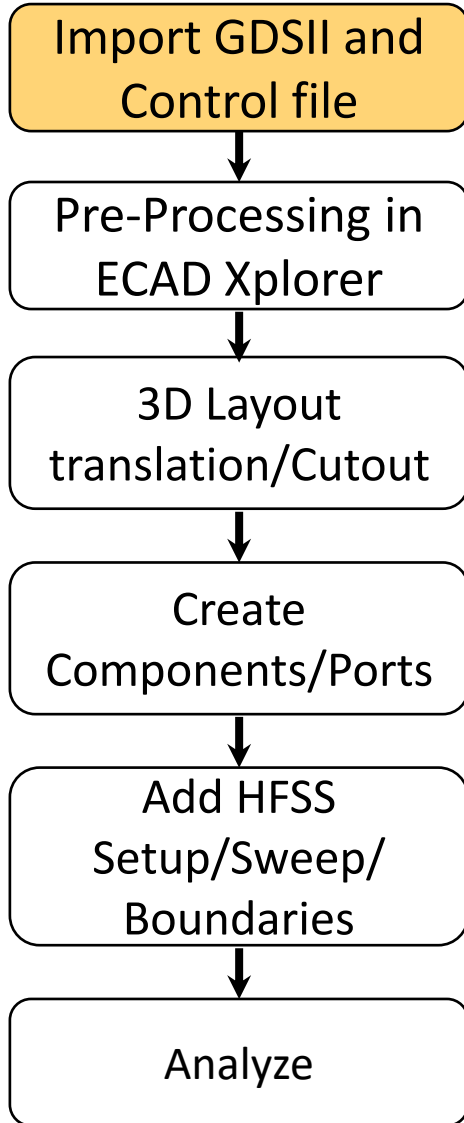 Import GDSII and
Control file
Pre-Processing in
ECAD Xplorer
3D Layout
translation/Cutout
Create
Components/Ports
Add HFSS
Setup/Sweep/
Boundaries
Analyze